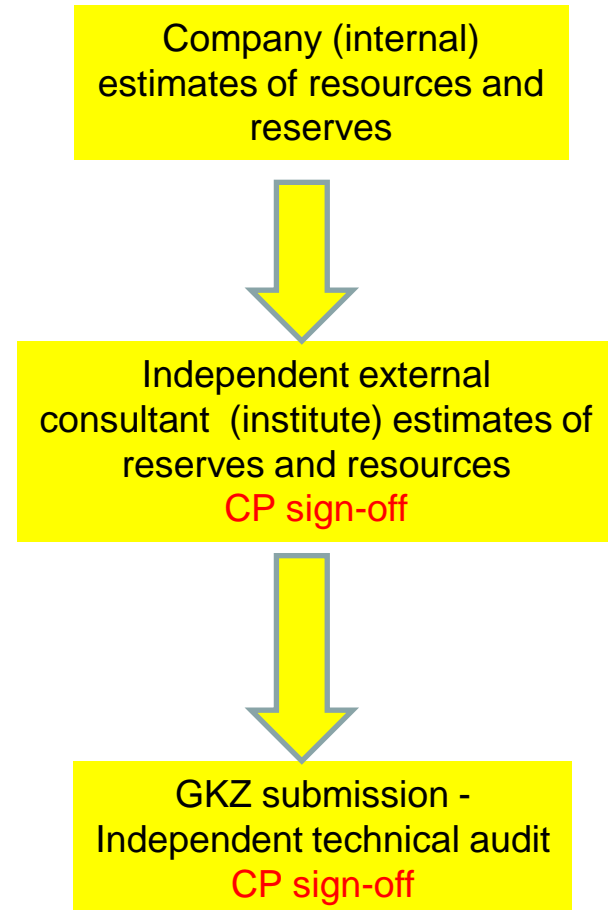 Company (internal)
estimates of resources and
reserves
Independent external
consultant (institute) estimates of
reserves and resources
CP sign-off
GKZ submission -
Independent technical audit
CP sign-off